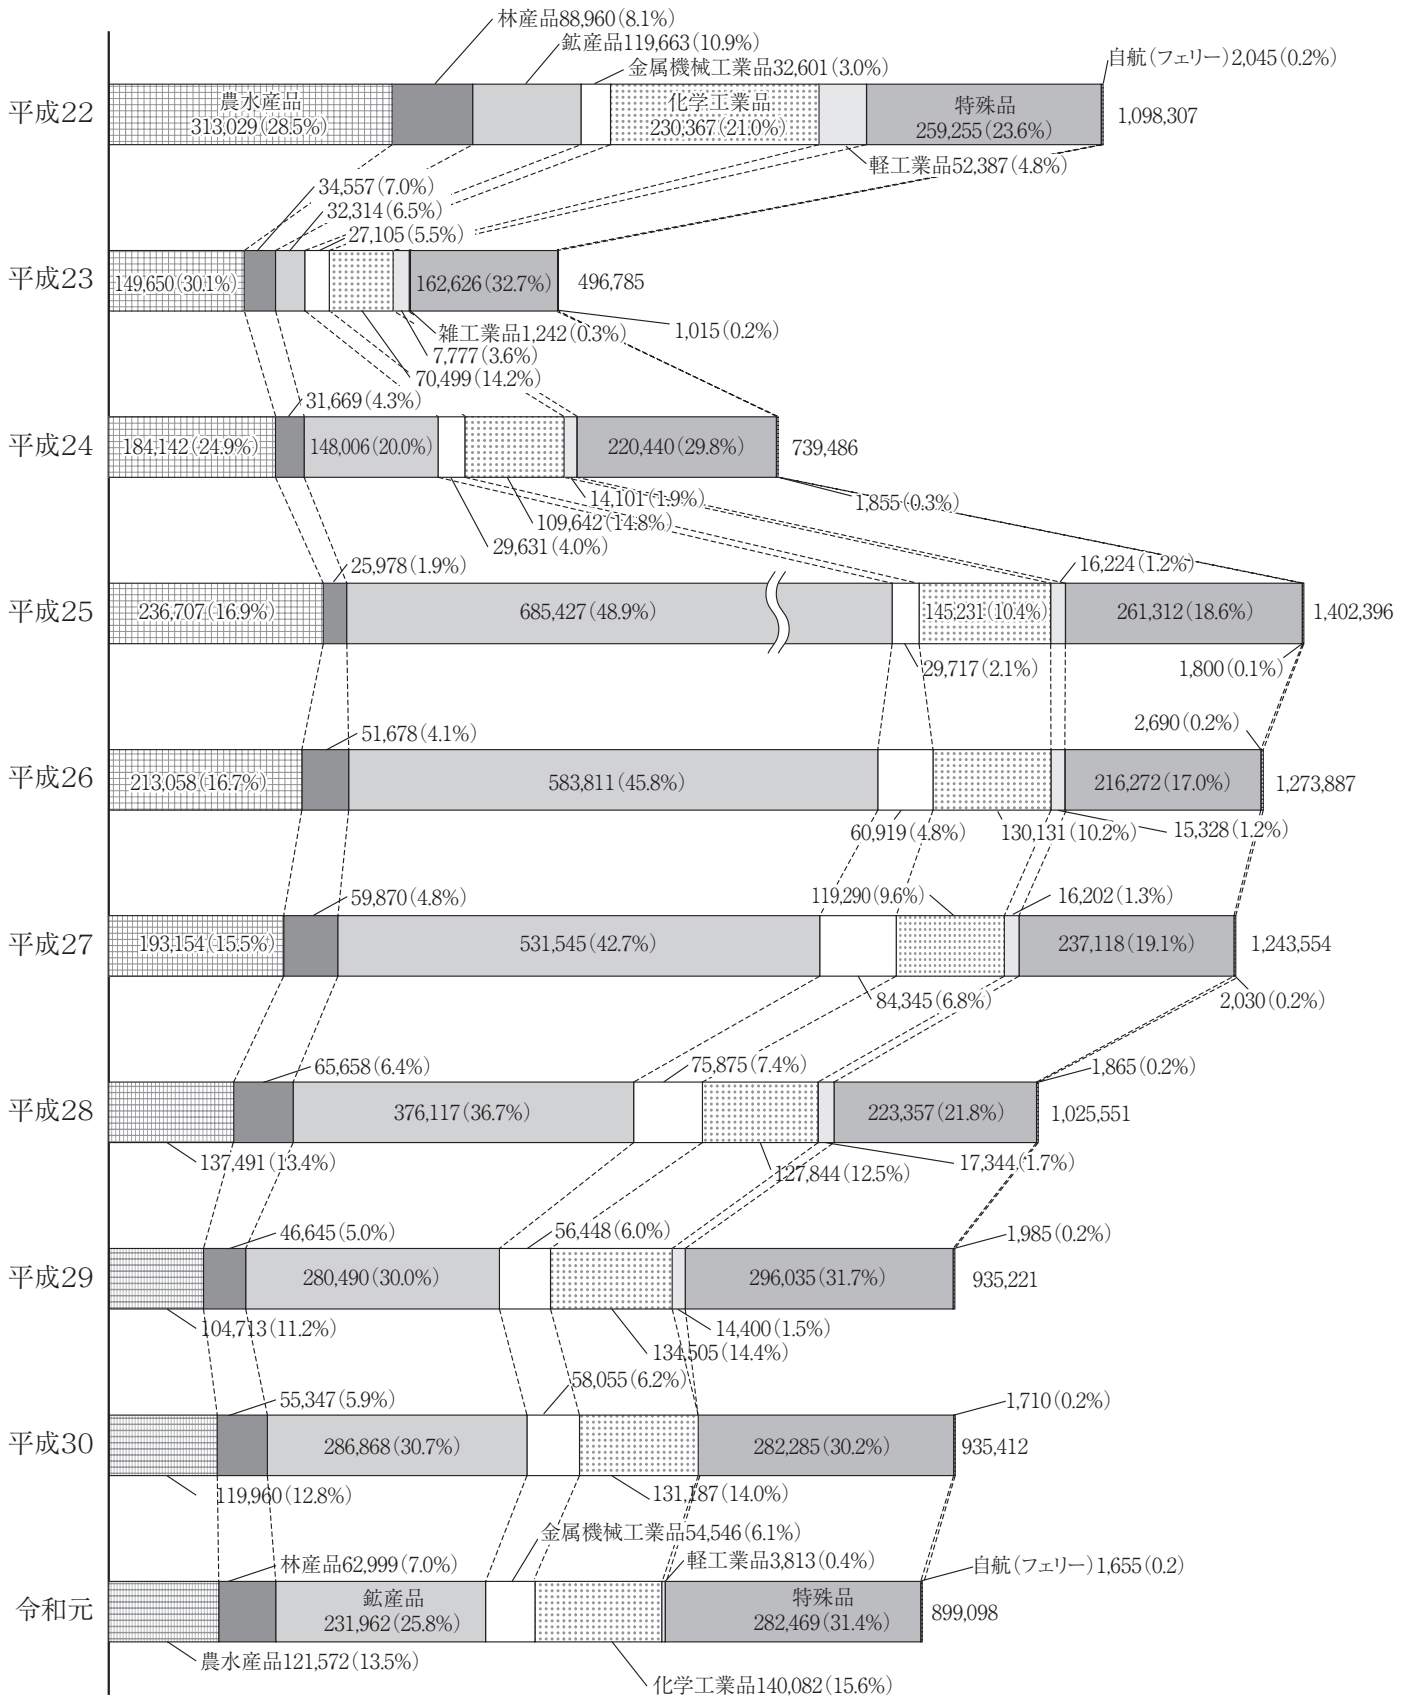 林産品88,960(8.1%)
鉱産品119,663(10.9%)
金属機械工業品32,601(3.0%)
自航(フェリー)2,045(0.2%)
平成22
農水産品
313,029(28.5%)
化学工業品
230,367(21.0%)
特殊品
259,255(23.6%)
1,098,307
軽工業品52,387(4.8%)
34,557(7.0%)
32,314(6.5%)
27,105(5.5%)
平成23
149,650(30.1%)
162,626(32.7%)
496,785
雑工業品1,242(0.3%)
1,015(0.2%)
7,777(3.6%)
70,499(14.2%)
31,669(4.3%)
平成24
184,142(24.9%)
148,006(20.0%)
220,440(29.8%)
739,486
14,101(1.9%)
1,855(0.3%)
109,642(14.8%)
29,631(4.0%)
25,978(1.9%)
16,224(1.2%)
平成25
236,707(16.9%)
685,427(48.9%)
145,231(10.4%)
261,312(18.6%)
1,402,396
29,717(2.1%)
1,800(0.1%)
51,678(4.1%)
2,690(0.2%)
平成26
213,058(16.7%)
583,811(45.8%)
216,272(17.0%)
1,273,887
60,919(4.8%)
130,131(10.2%)
15,328(1.2%)
59,870(4.8%)
119,290(9.6%)
16,202(1.3%)
平成27
193,154(15.5%)
531,545(42.7%)
237,118(19.1%)
1,243,554
84,345(6.8%)
2,030(0.2%)
65,658(6.4%)
75,875(7.4%)
1,865(0.2%)
平成28
376,117(36.7%)
223,357(21.8%)
1,025,551
137,491(13.4%)
127,844(12.5%)
17,344(1.7%)
46,645(5.0%)
56,448(6.0%)
1,985(0.2%)
平成29
280,490(30.0%)
296,035(31.7%)
935,221
104,713(11.2%)
14,400(1.5%)
134,505(14.4%)
58,055(6.2%)
55,347(5.9%)
1,710(0.2%)
平成30
286,868(30.7%)
282,285(30.2%)
935,412
119,960(12.8%)
131,187(14.0%)
金属機械工業品54,546(6.1%)
林産品62,999(7.0%)
軽工業品3,813(0.4%)
自航(フェリー)1,655(0.2)
令和元
鉱産品
231,962(25.8%)
特殊品
282,469(31.4%)
899,098
農水産品121,572(13.5%)
化学工業品140,082(15.6%)